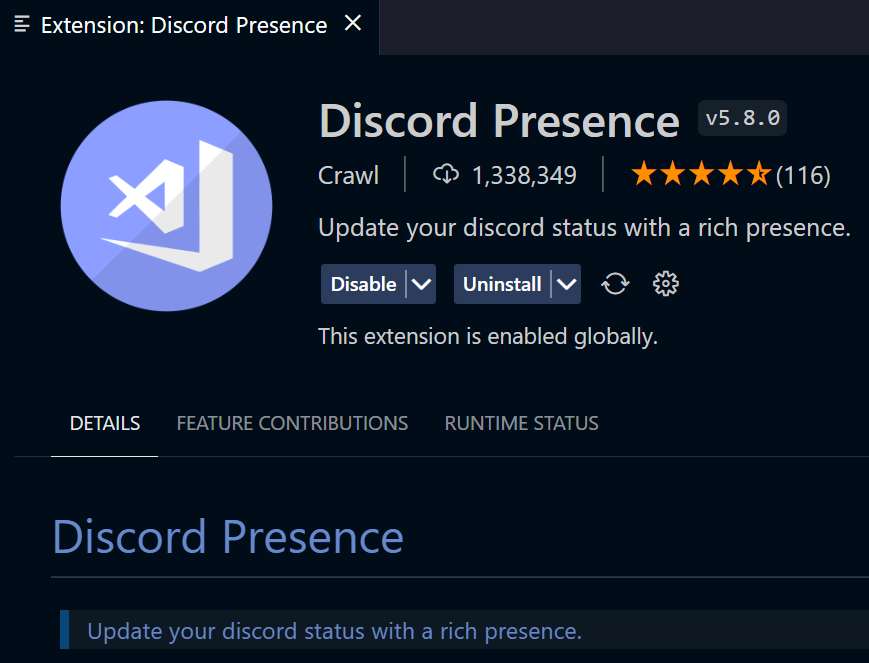 Extension: Discord Presence
Discord Presence v5.8.0
Crawl 1,338,349 (116)
Update your discord status with a rich presence.
Disable Uninstall
This extension is enabled globally.
DETAILS FEATURE CONTRIBUTIONS RUNTIME STATUS
Discord Presence
Update your discord status with a rich presence.